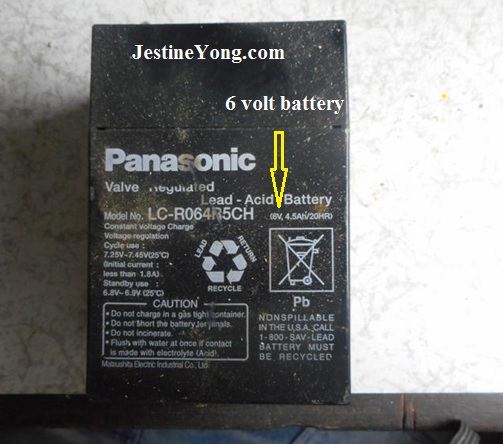 JestineYong.com
6 volt battery
Panasonic
Valve Regulated
Lead - Acid Battery
Model No. LC-R064R5CH (6V, 4.5Ah/20HR)
Constant Voltage Charge
Voltage regulation
Cycle use :
7.25V~7.45V(25°C)
(Initial current :
less than 1.8A)
Standby use :
6.8V~6.9V (25°C)
LEAD
RETURN
RECYCLE
Pb
CAUTION
• Do not charge in a gas tight container.
• Do not short the battery terminals.
• Do not incinerate.
• Flush with water at once if contact
is made with electrolyte (Acid).
Matsushita Electric Industrial Co., Ltd.
NONSPILLABLE
IN THE U.S.A. CALL
1-800-SAV-LEAD
BATTERY MUST BE
RECYCLED